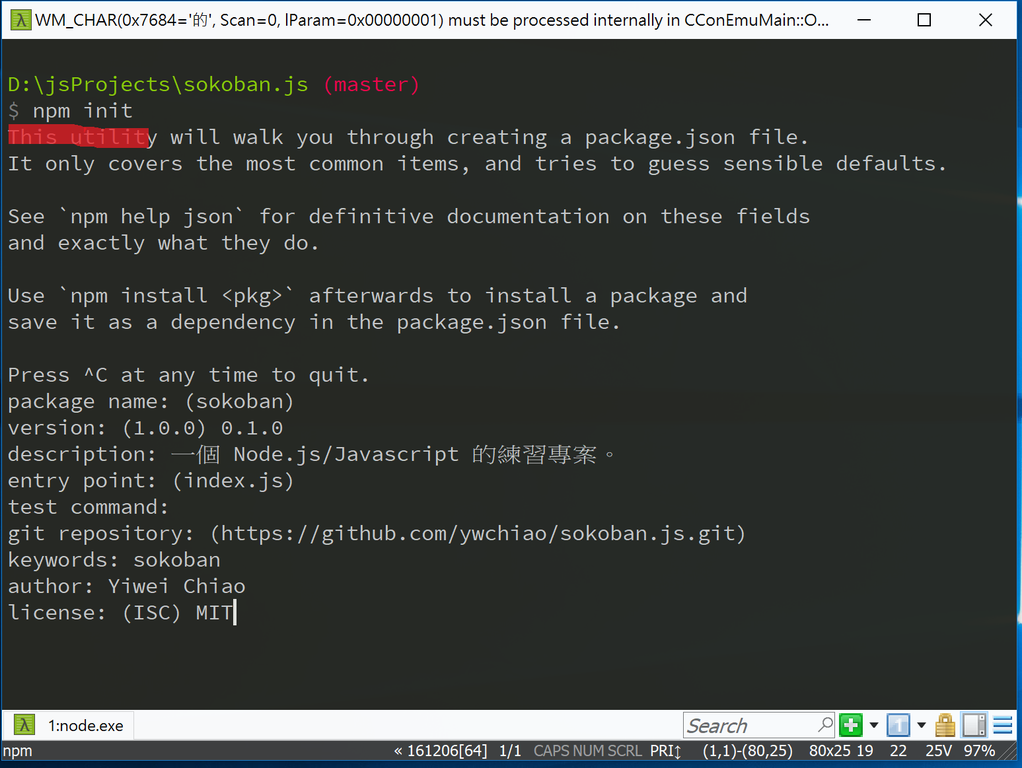 WM_CHAR(0x7684='的', Scan=0, lParam=0x00000001) must be processed internally in CConEmuMain::O...
D:\jsProjects\sokoban.js (master)
$ npm init
This utility will walk you through creating a package.json file.
It only covers the most common items, and tries to guess sensible defaults.
See `npm help json` for definitive documentation on these fields
and exactly what they do.
Use `npm install <pkg>` afterwards to install a package and
save it as a dependency in the package.json file.
Press ^C at any time to quit.
package name: (sokoban)
version: (1.0.0) 0.1.0
description: 一個 Node.js/Javascript 的練習專案。
entry point: (index.js)
test command:
git repository: (https://github.com/ywchiao/sokoban.js.git)
keywords: sokoban
author: Yiwei Chiao
license: (ISC) MIT
1:node.exe Search 1
npm « 161206[64] 1/1 CAPS NUM SCRL PRI↕ (1,1)-(80,25) 80x25 19 22 25V 97%